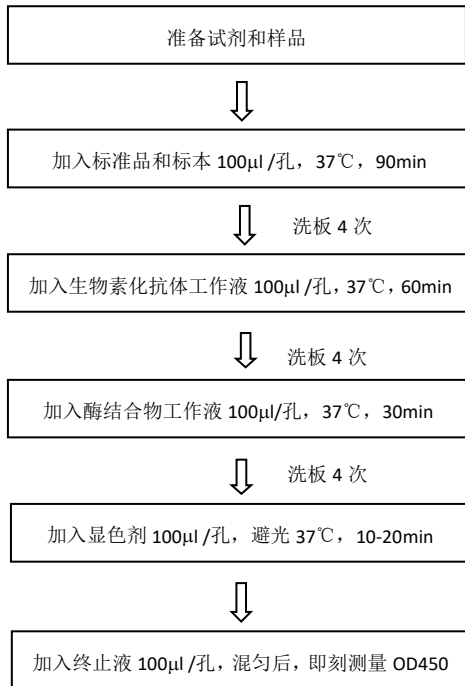 准备试剂和样品
加入标准品和标本 100μl /孔，37℃，90min
洗板 4 次
加入生物素化抗体工作液 100μl /孔，37℃，60min
洗板 4 次
加入酶结合物工作液 100μl/孔，37℃，30min
洗板 4 次
加入显色剂 100μl /孔，避光 37℃，10-20min
加入终止液 100μl /孔，混匀后，即刻测量 OD450